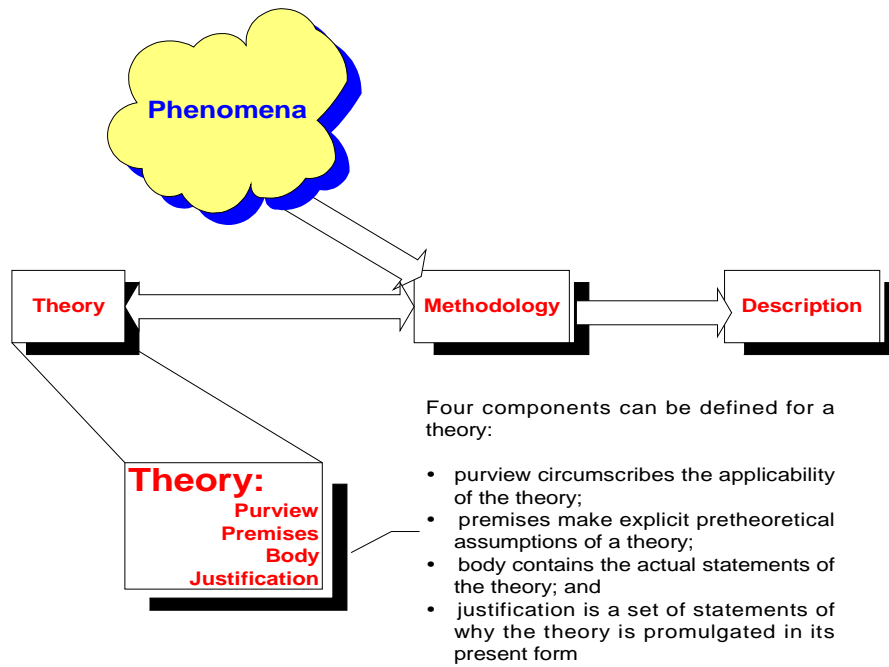 Phenomena
Theory
Methodology
Description
Four components can be defined for a
theory:
• purview circumscribes the applicability
of the theory;
• premises make explicit pretheoretical
assumptions of a theory;
• body contains the actual statements of
the theory; and
• justification is a set of statements of
why the theory is promulgated in its
present form
Theory:
Purview
Premises
Body
Justification